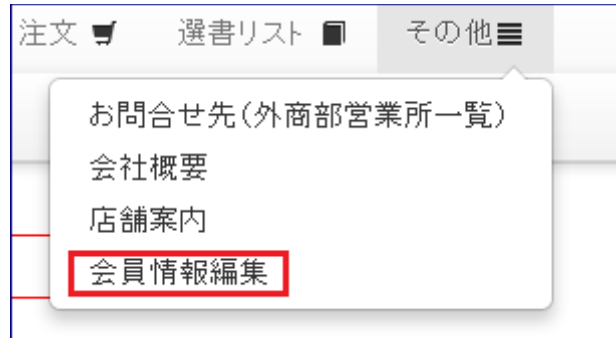 注文 選書リスト その他
お問合せ先(外商部営業所一覧)
会社概要
店舗案内
会員情報編集